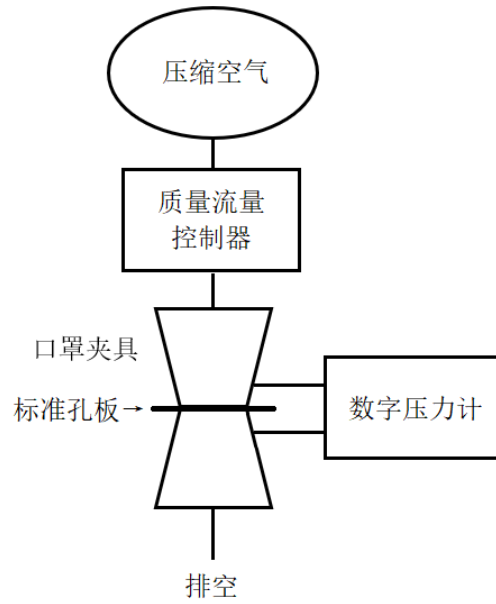 压缩空气
质量流量
控制器
口罩夹具
标准孔板→
数字压力计
排空